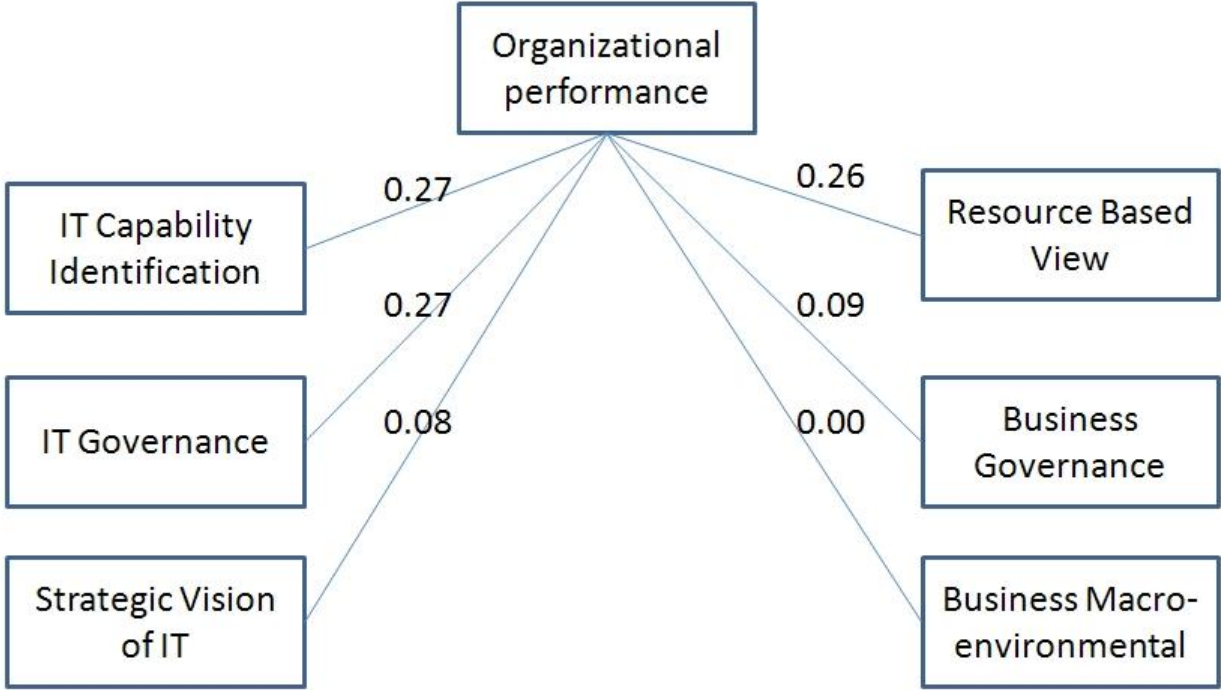 Organizational
performance
0.27
0.26
IT Capability
Identification
Resource Based
View
0.27
0.09
IT Governance
Business
Governance
0.08
0.00
Strategic Vision
of IT
Business Macro-
environmental